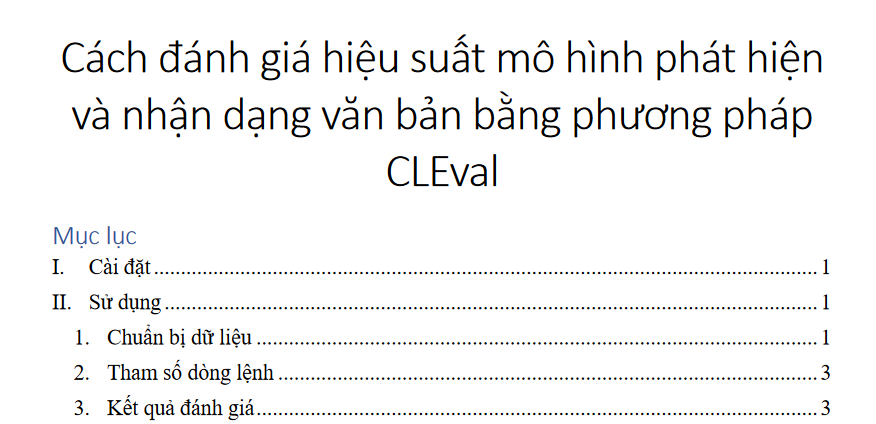 Cách đánh giá hiệu suất mô hình phát hiện
và nhận dạng văn bản bằng phương pháp
CLEval
Mục lục
I. Cài đặt 1
II. Sử dụng 1
1. Chuẩn bị dữ liệu 1
2. Tham số dòng lệnh 3
3. Kết quả đánh giá 3